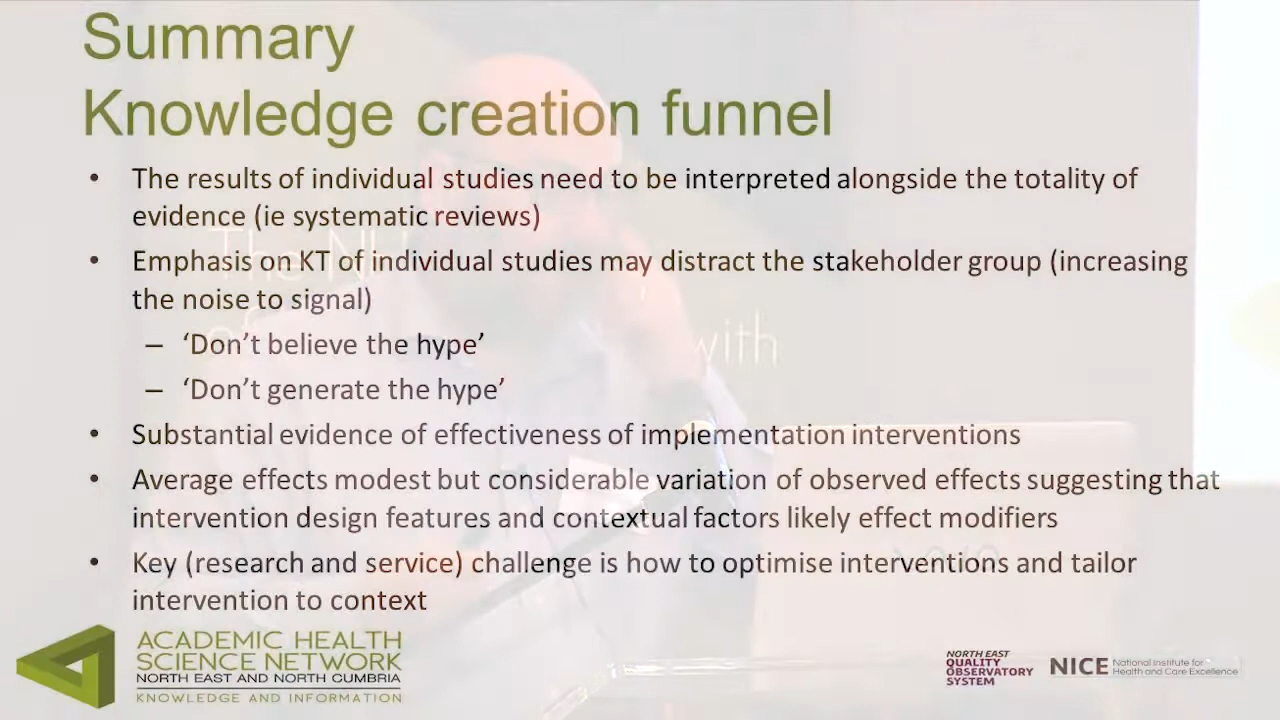 Summary
Knowledge creation funnel
• The results of individual studies need to be interpreted alongside the totality of
evidence (ie systematic reviews)
• Emphasis on KT of individual studies may distract the stakeholder group (increasing
the noise to signal)
– ‘Don’t believe the hype’
– ‘Don’t generate the hype’
• Substantial evidence of effectiveness of implementation interventions
• Average effects modest but considerable variation of observed effects suggesting that
intervention design features and contextual factors likely effect modifiers
• Key (research and service) challenge is how to optimise interventions and tailor
intervention to context
The NH
of
with
ACADEMIC HEALTH
SCIENCE NETWORK
NORTH EAST AND NORTH CUMBRIA
KNOWLEDGE AND INFORMATION
NORTH EAST
QUALITY
OBSERVATORY
SYSTEM
NICE National Institute for
Health and Care Excellence